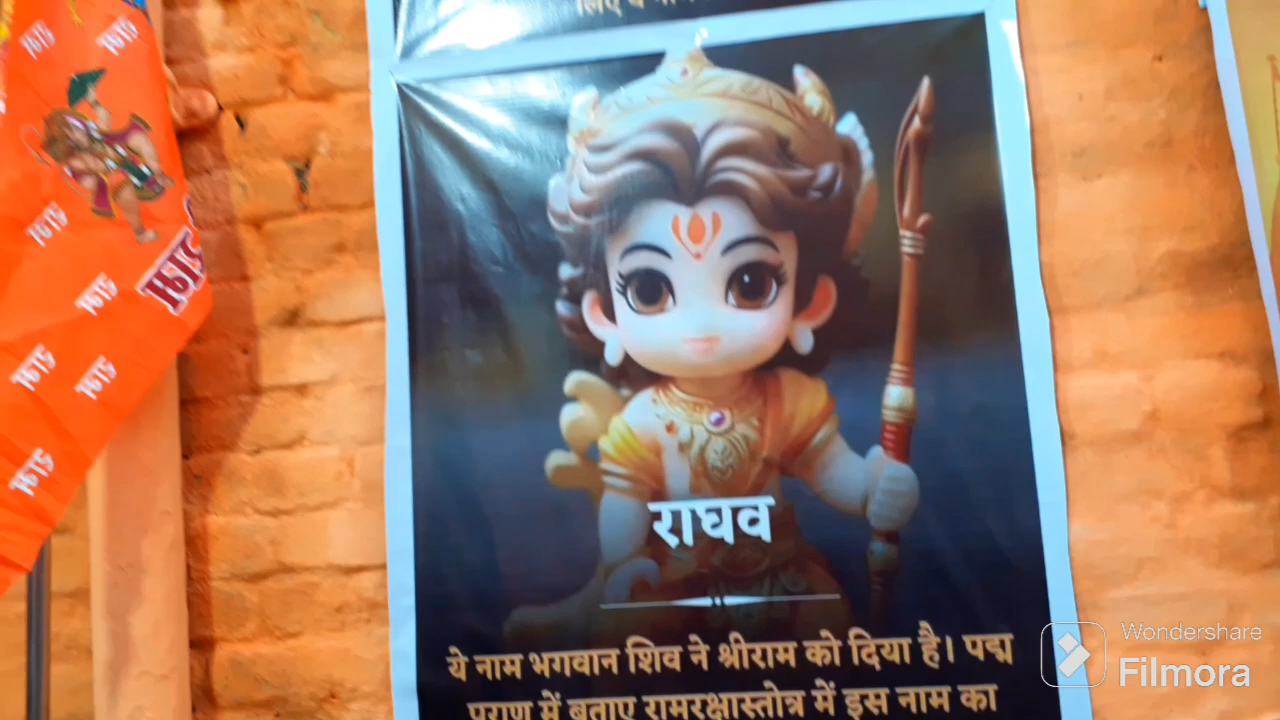 लिए ये नाम
राघव
ये नाम भगवान शिव ने श्रीराम को दिया है। पद्म
पुराण में बताए रामरक्षास्तोत्र में इस नाम का
Wondershare
Filmora